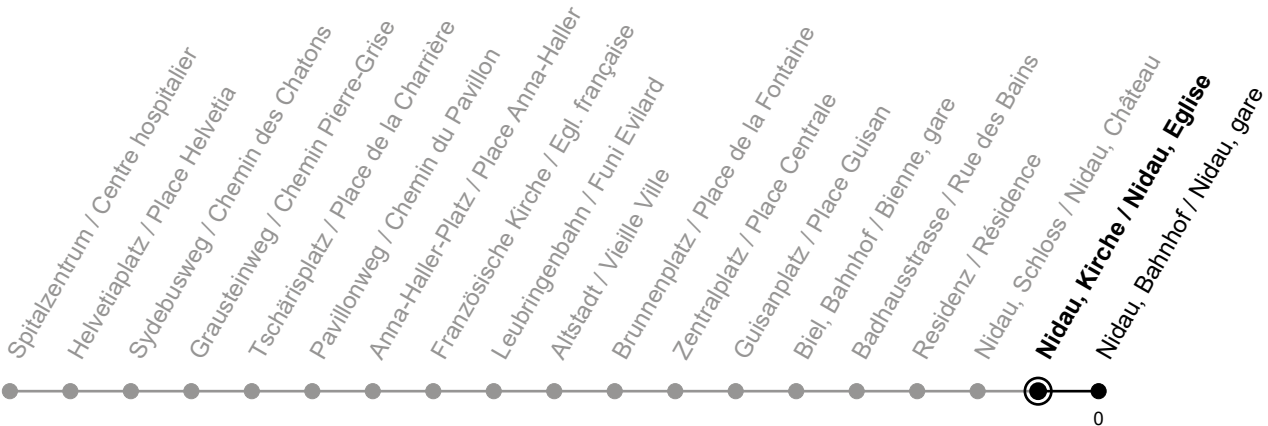 Spitalzentrum / Centre hospitalier
Helvetiaplatz / Place Helvetia
Sydebusweg / Chemin des Chatons
Grausteinweg / Chemin Pierre-Grise
Tschärisplatz / Place de la Charrière
Pavillonweg / Chemin du Pavillon
Anna-Haller-Platz / Place Anna-Haller
Französische Kirche / Egl. française
Leubringenbahn / Funi Evilard
Altstadt / Vieille Ville
Brunnenplatz / Place de la Fontaine
Zentralplatz / Place Centrale
Guisanplatz / Place Guisan
Biel, Bahnhof / Bienne, gare
Badhausstrasse / Rue des Bains
Residenz / Résidence
Nidau, Schloss / Nidau, Château
Nidau, Kirche / Nidau, Eglise
Nidau, Bahnhof / Nidau, gare
0